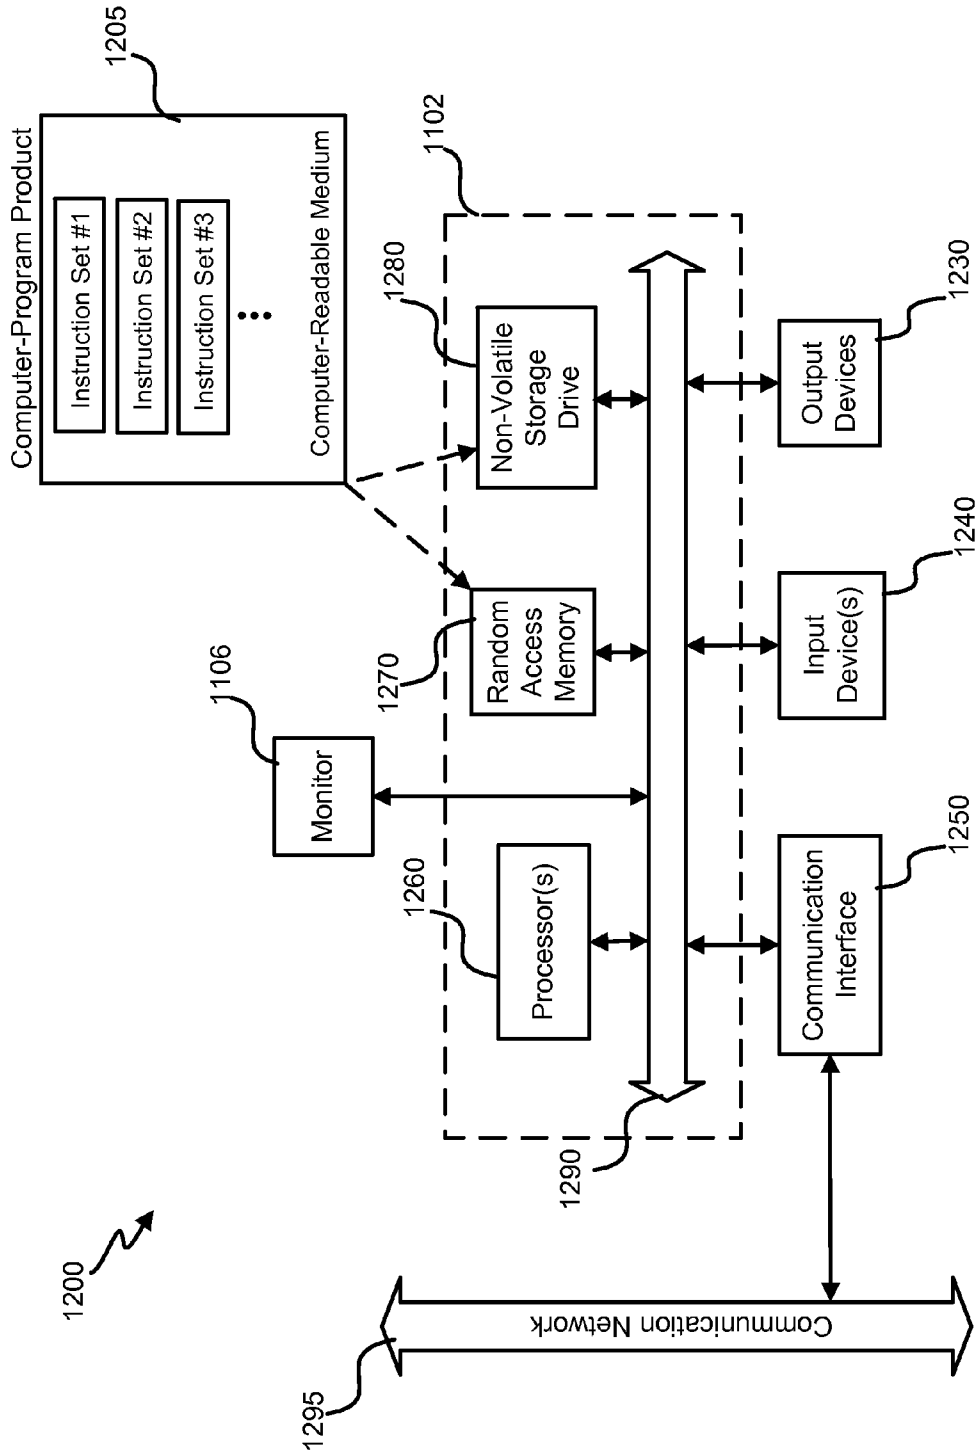 Computer-Program Product
Instruction Set #1
Instruction Set #2
Instruction Set #3
Computer-Readable Medium
1205
1106
Monitor
1102
1260
Processor(s)
1270
Random
Access
Memory
1280
Non-Volatile
Storage
Drive
1290
1200
1295
Communication Network
Communication
Interface
1250
Input
Device(s)
1240
Output
Devices
1230